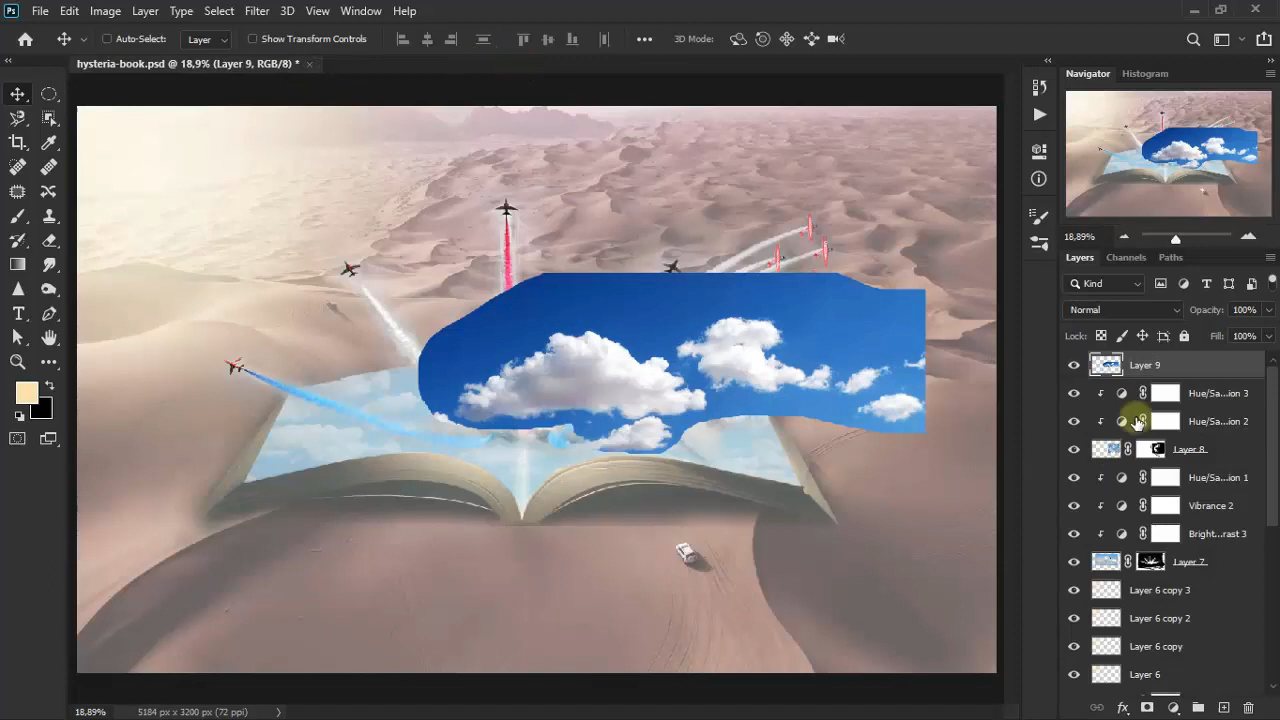 Ps File Edit Image Layer Type Select Filter 3D View Window Help
Auto-Select: Layer Show Transform Controls 3D Mode:
hysteria-book.psd @ 18,9% (Layer 9, RGB/8) *
Navigator Histogram
18,89%
Layers Channels Paths
Kind
Normal Opacity: 100%
Lock: Fill: 100%
Layer 9
Hue/Sa...ion 3
Hue/Sa...ion 2
Layer 8
Hue/Sa...ion 1
Vibrance 2
Bright...rast 3
Layer 7
Layer 6 copy 3
Layer 6 copy 2
Layer 6 copy
Layer 6
18,89% 5184 px x 3200 px (72 ppi)